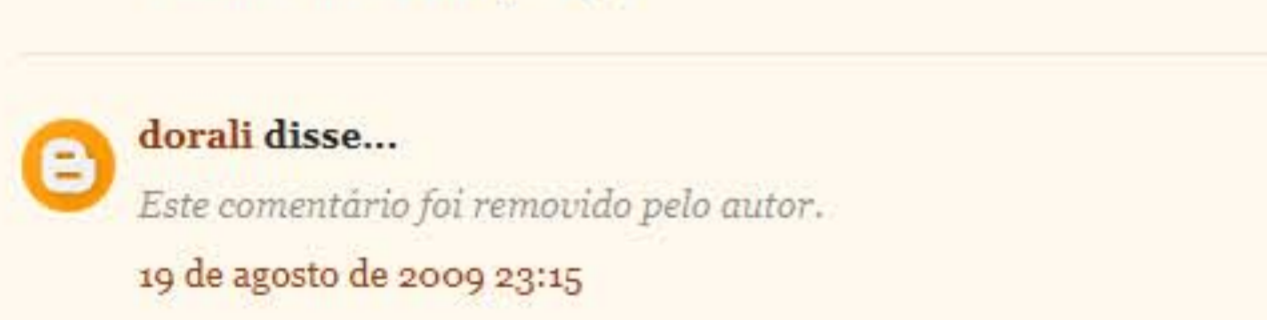 dorali disse...
Este comentário foi removido pelo autor.
19 de agosto de 2009 23:15